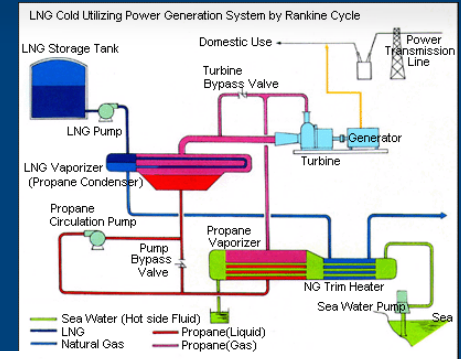 LNG Cold Utilizing Power Generation System by Rankine Cycle
LNG Storage Tank
Domestic Use
Power
Transmission
Line
Turbine
Bypass Valve
LNG Pump
Generator
Turbine
LNG Vaporizer
(Propane Condenser)
Propane
Circulation Pump
Pump
Bypass
Valve
Propane
Vaporizer
NG Trim Heater
Sea Water Pump
Sea
Sea Water (Hot side Fluid)
LNG
Propane(Liquid)
Natural Gas
Propane(Gas)